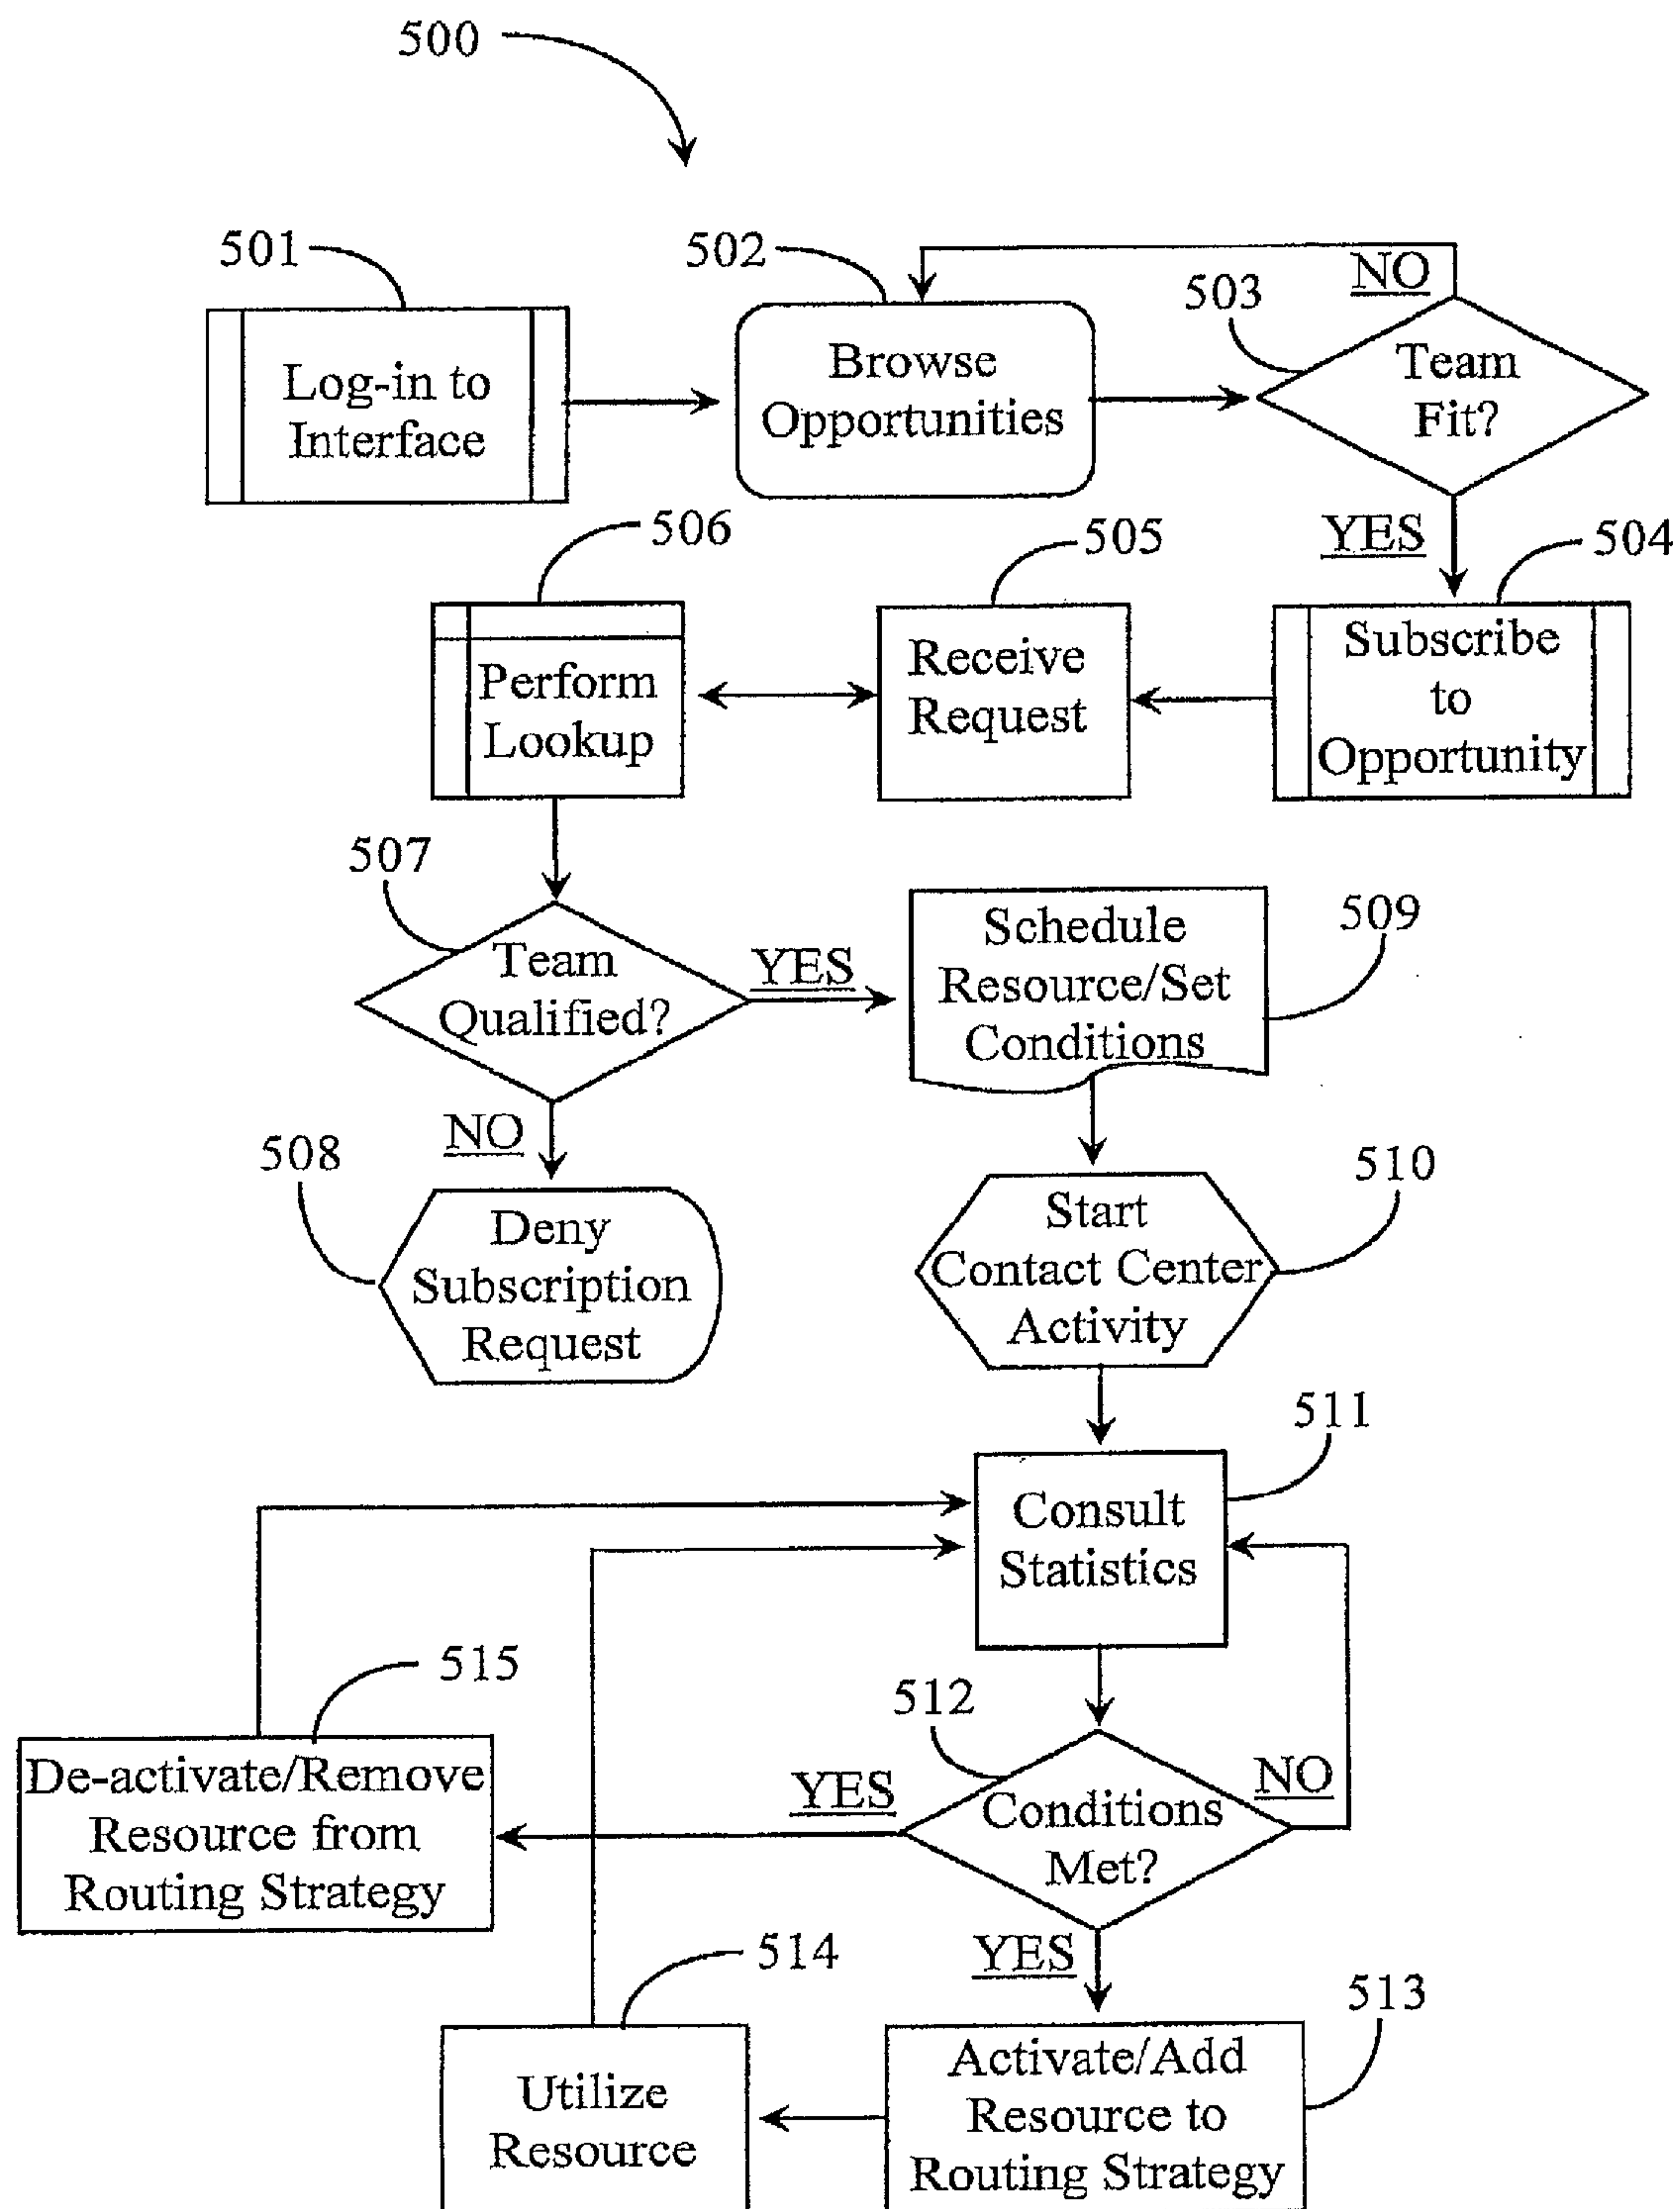 500
501
502
NO
503
Log-in to
Interface
Browse
Opportunities
Team
Fit?
506
505
YES
504
Perform
Lookup
Receive
Request
Subscribe
to
Opportunity
507
Team
Qualified?
YES
Schedule
Resource/Set
Conditions
509
NO
508
Deny
Subscription
Request
Start
Contact Center
Activity
510
511
Consult
Statistics
515
512
De-activate/Remove
Resource from
Routing Strategy
YES
Conditions
Met?
NO
514
YES
513
Utilize
Resource
Activate/Add
Resource to
Routing Strategy